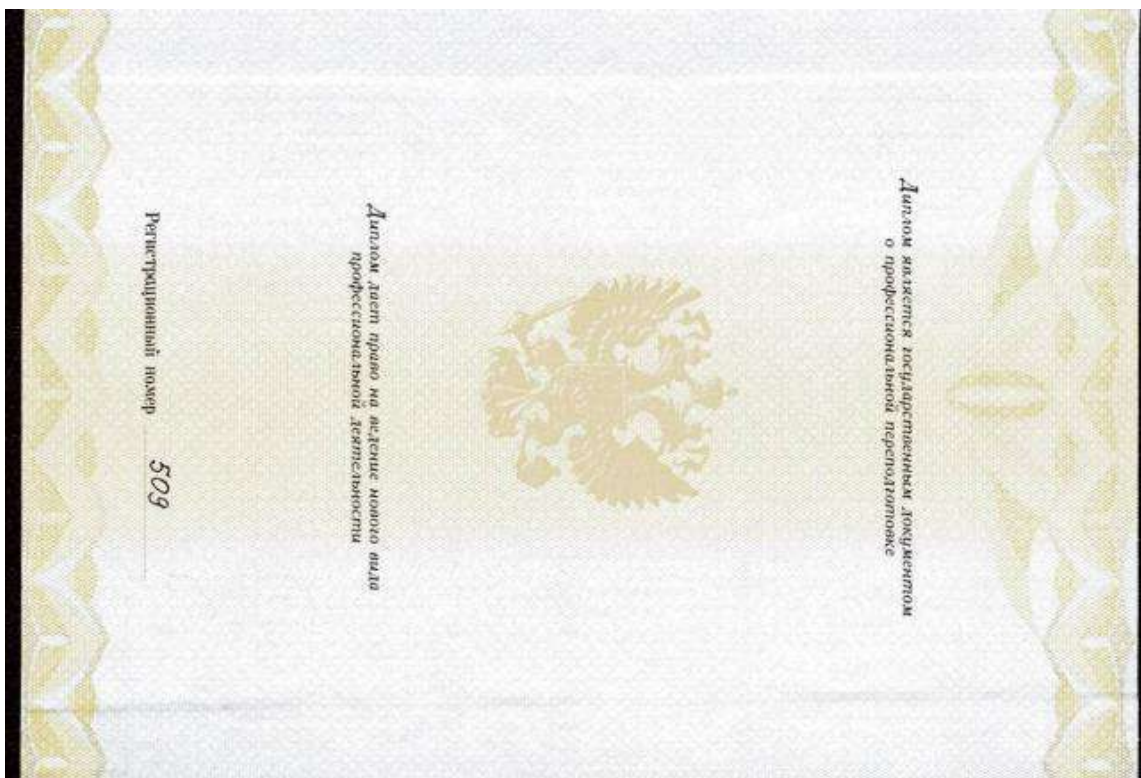 Диплом является государственным документом
о профессиональной переподготовке
Диплом дает право на ведение нового вида
профессиональной деятельности
Регистрационный номер 509